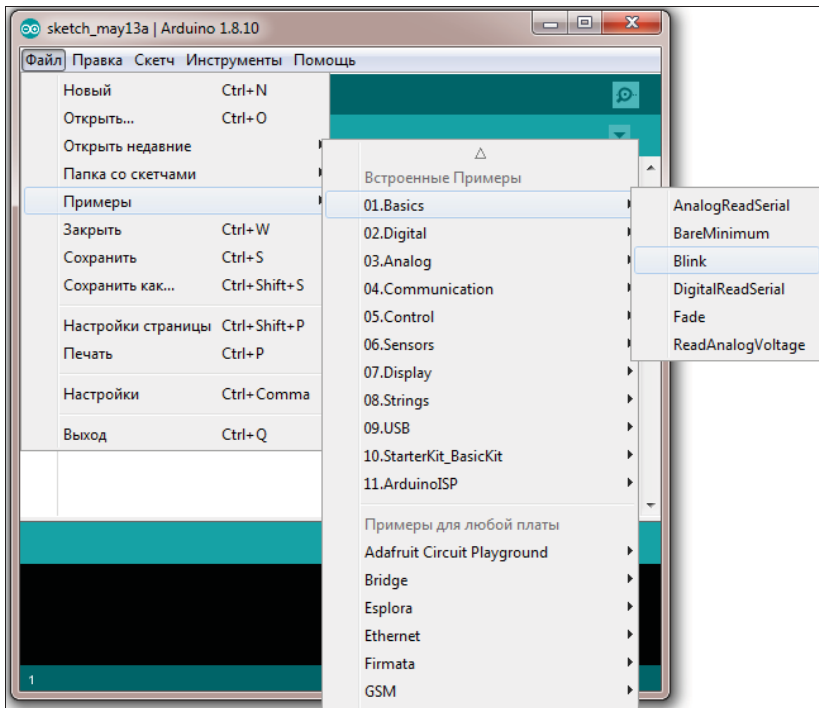 sketch_may13a | Arduino 1.8.10
Файл Правка Скетч Инструменты Помощь
Новый Ctrl+N
Открыть... Ctrl+O
Открыть недавние
Папка со скетчами
Примеры
Закрыть Ctrl+W
Сохранить Ctrl+S
Сохранить как... Ctrl+Shift+S
Настройки страницы Ctrl+Shift+P
Печать Ctrl+P
Настройки Ctrl+Comma
Выход Ctrl+Q
Встроенные Примеры
01.Basics
02.Digital
03.Analog
04.Communication
05.Control
06.Sensors
07.Display
08.Strings
09.USB
10.StarterKit_BasicKit
11.ArduinoISP
Примеры для любой платы
Adafruit Circuit Playground
Bridge
Esplora
Ethernet
Firmata
GSM
AnalogReadSerial
BareMinimum
Blink
DigitalReadSerial
Fade
ReadAnalogVoltage
1